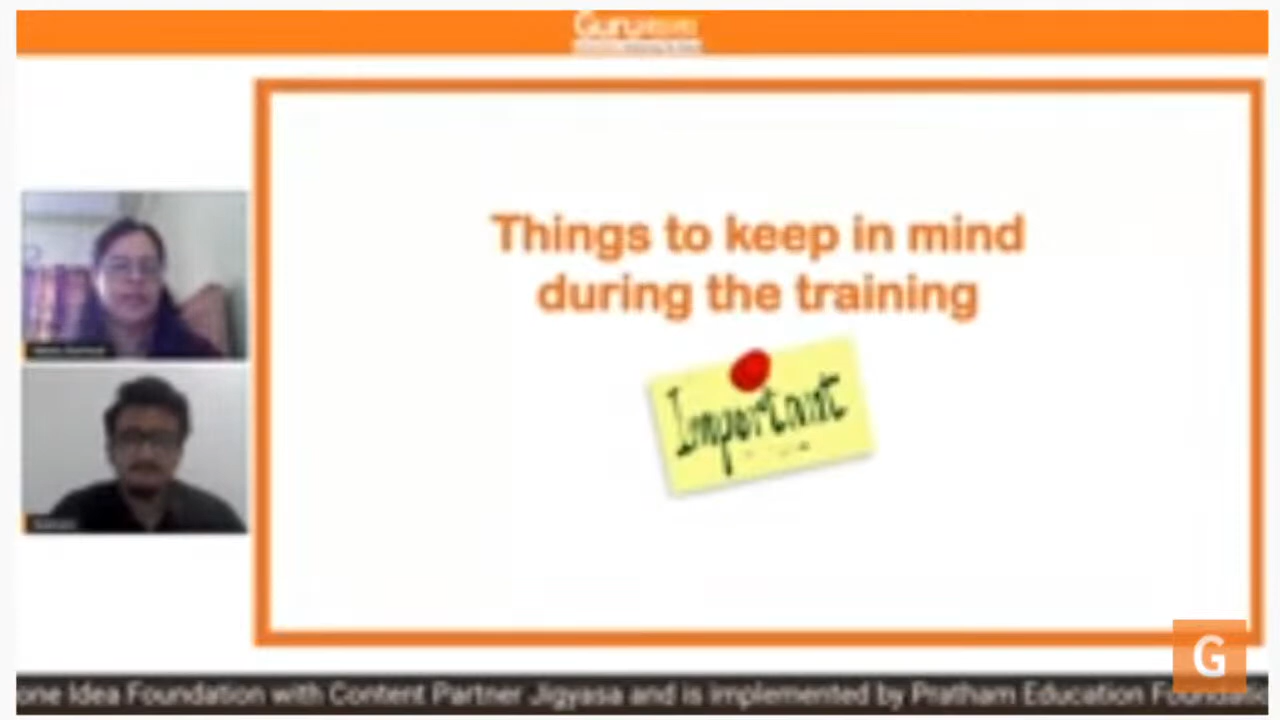 Guru
Things to keep in mind
during the training
Important
one Idea Foundation with Content Partner Jigyasa and is implemented by Pratham Education Foundatio
G